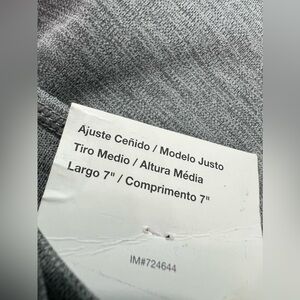 Ajuste Ceñido / Modelo Justo
Tiro Medio / Altura Média
Largo 7" / Comprimento 7"
IM#724644